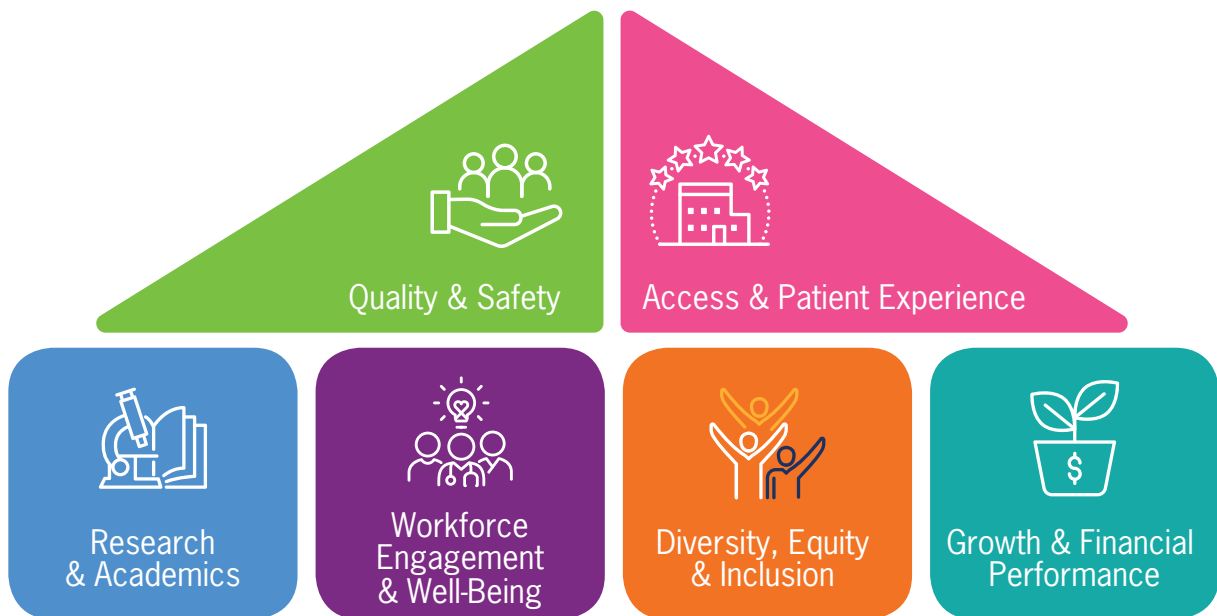 Quality & Safety
Access & Patient Experience
Research
& Academics
Workforce
Engagement
& Well-Being
Diversity, Equity
& Inclusion
Growth & Financial
Performance
$